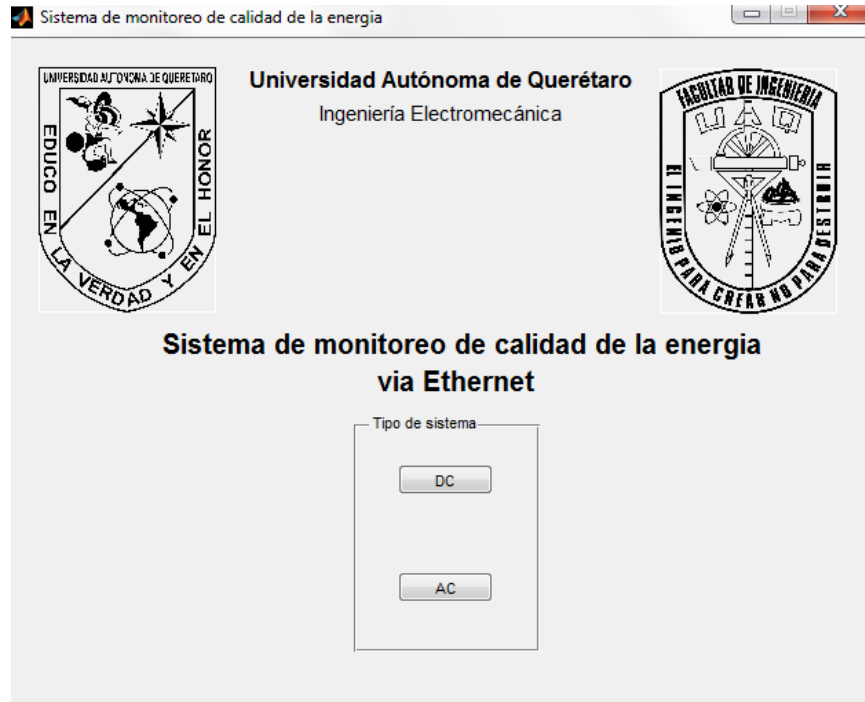 Sistema de monitoreo de calidad de la energia
UNIVERSIDAD AUTONOMA DE QUERETARO
EDUCO EN LA VERDAD Y EN EL HONOR
Universidad Autónoma de Querétaro
Ingeniería Electromecánica
FACULTAD DE INGENIERIA
EL INGENIO PARA CREAR NO PARA DESTRUIR
Sistema de monitoreo de calidad de la energia
via Ethernet
Tipo de sistema
DC
AC